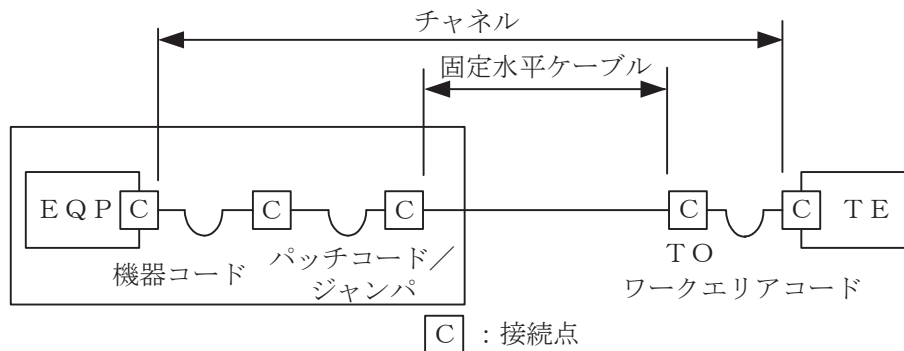 チャネル
固定水平ケーブル
EQP C C C C C TE
機器コード
パッチコード/
ジャンパ
TO
ワークエリアコード
C :接続点